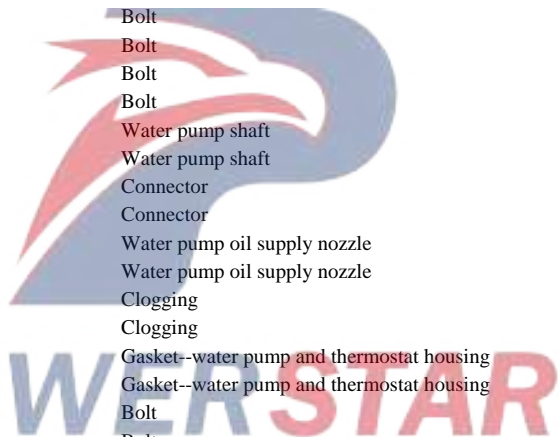 Bolt
Bolt
Bolt
Bolt
Water pump shaft
Water pump shaft
Connector
Connector
Water pump oil supply nozzle
Water pump oil supply nozzle
Clogging
Clogging
Gasket--water pump and thermostat housing
Gasket--water pump and thermostat housing
WERSTAR
Bolt